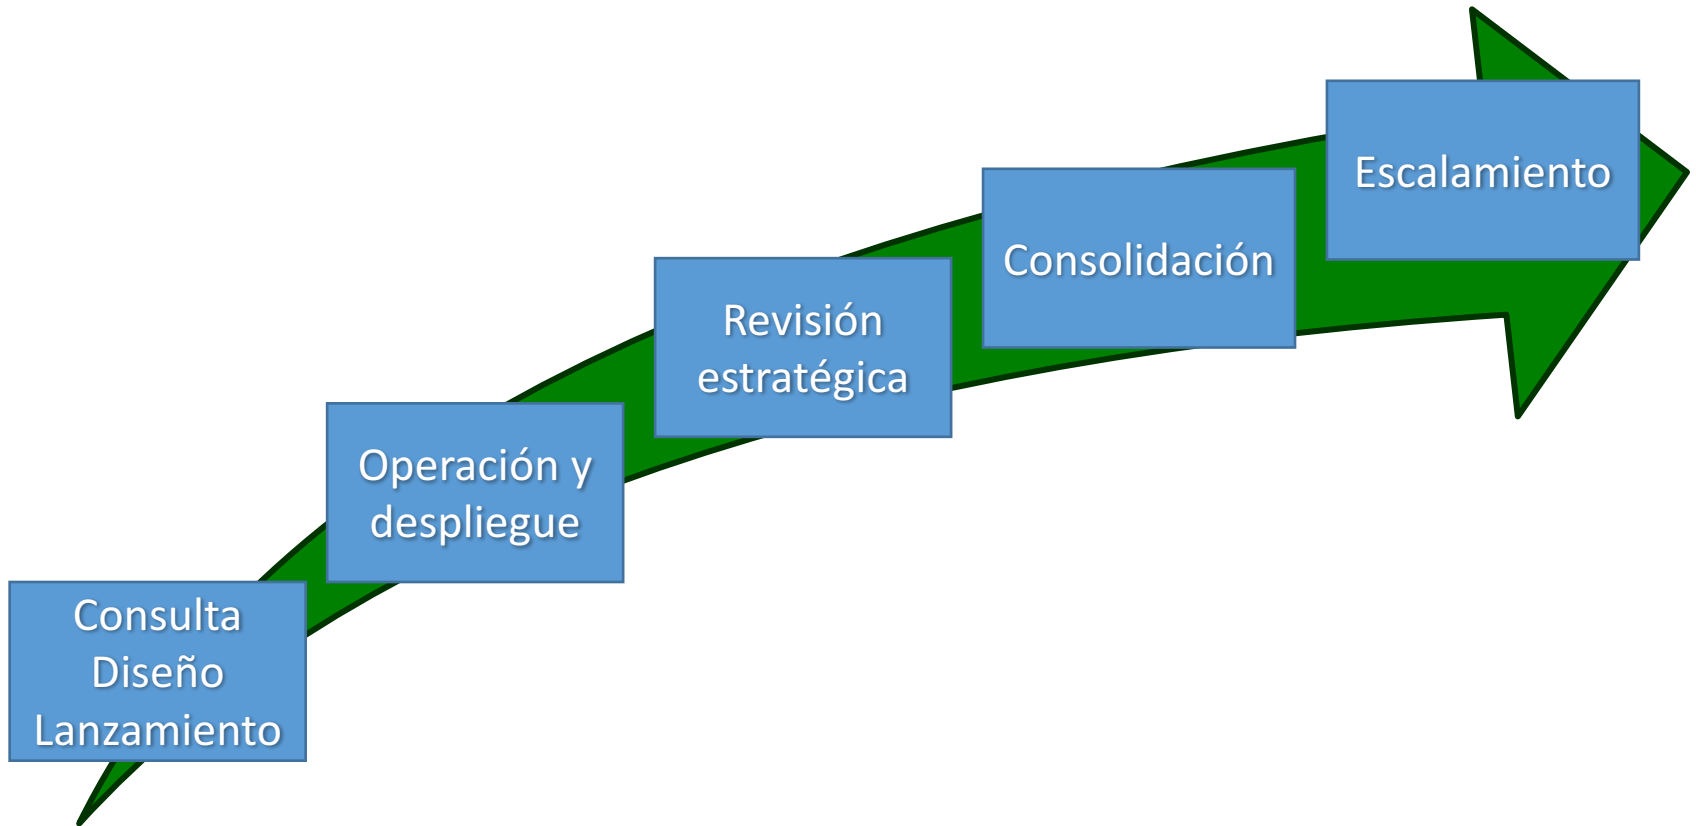 Consulta
Diseño
Lanzamiento
Operación y
despliegue
Revisión
estratégica
Consolidación
Escalamiento